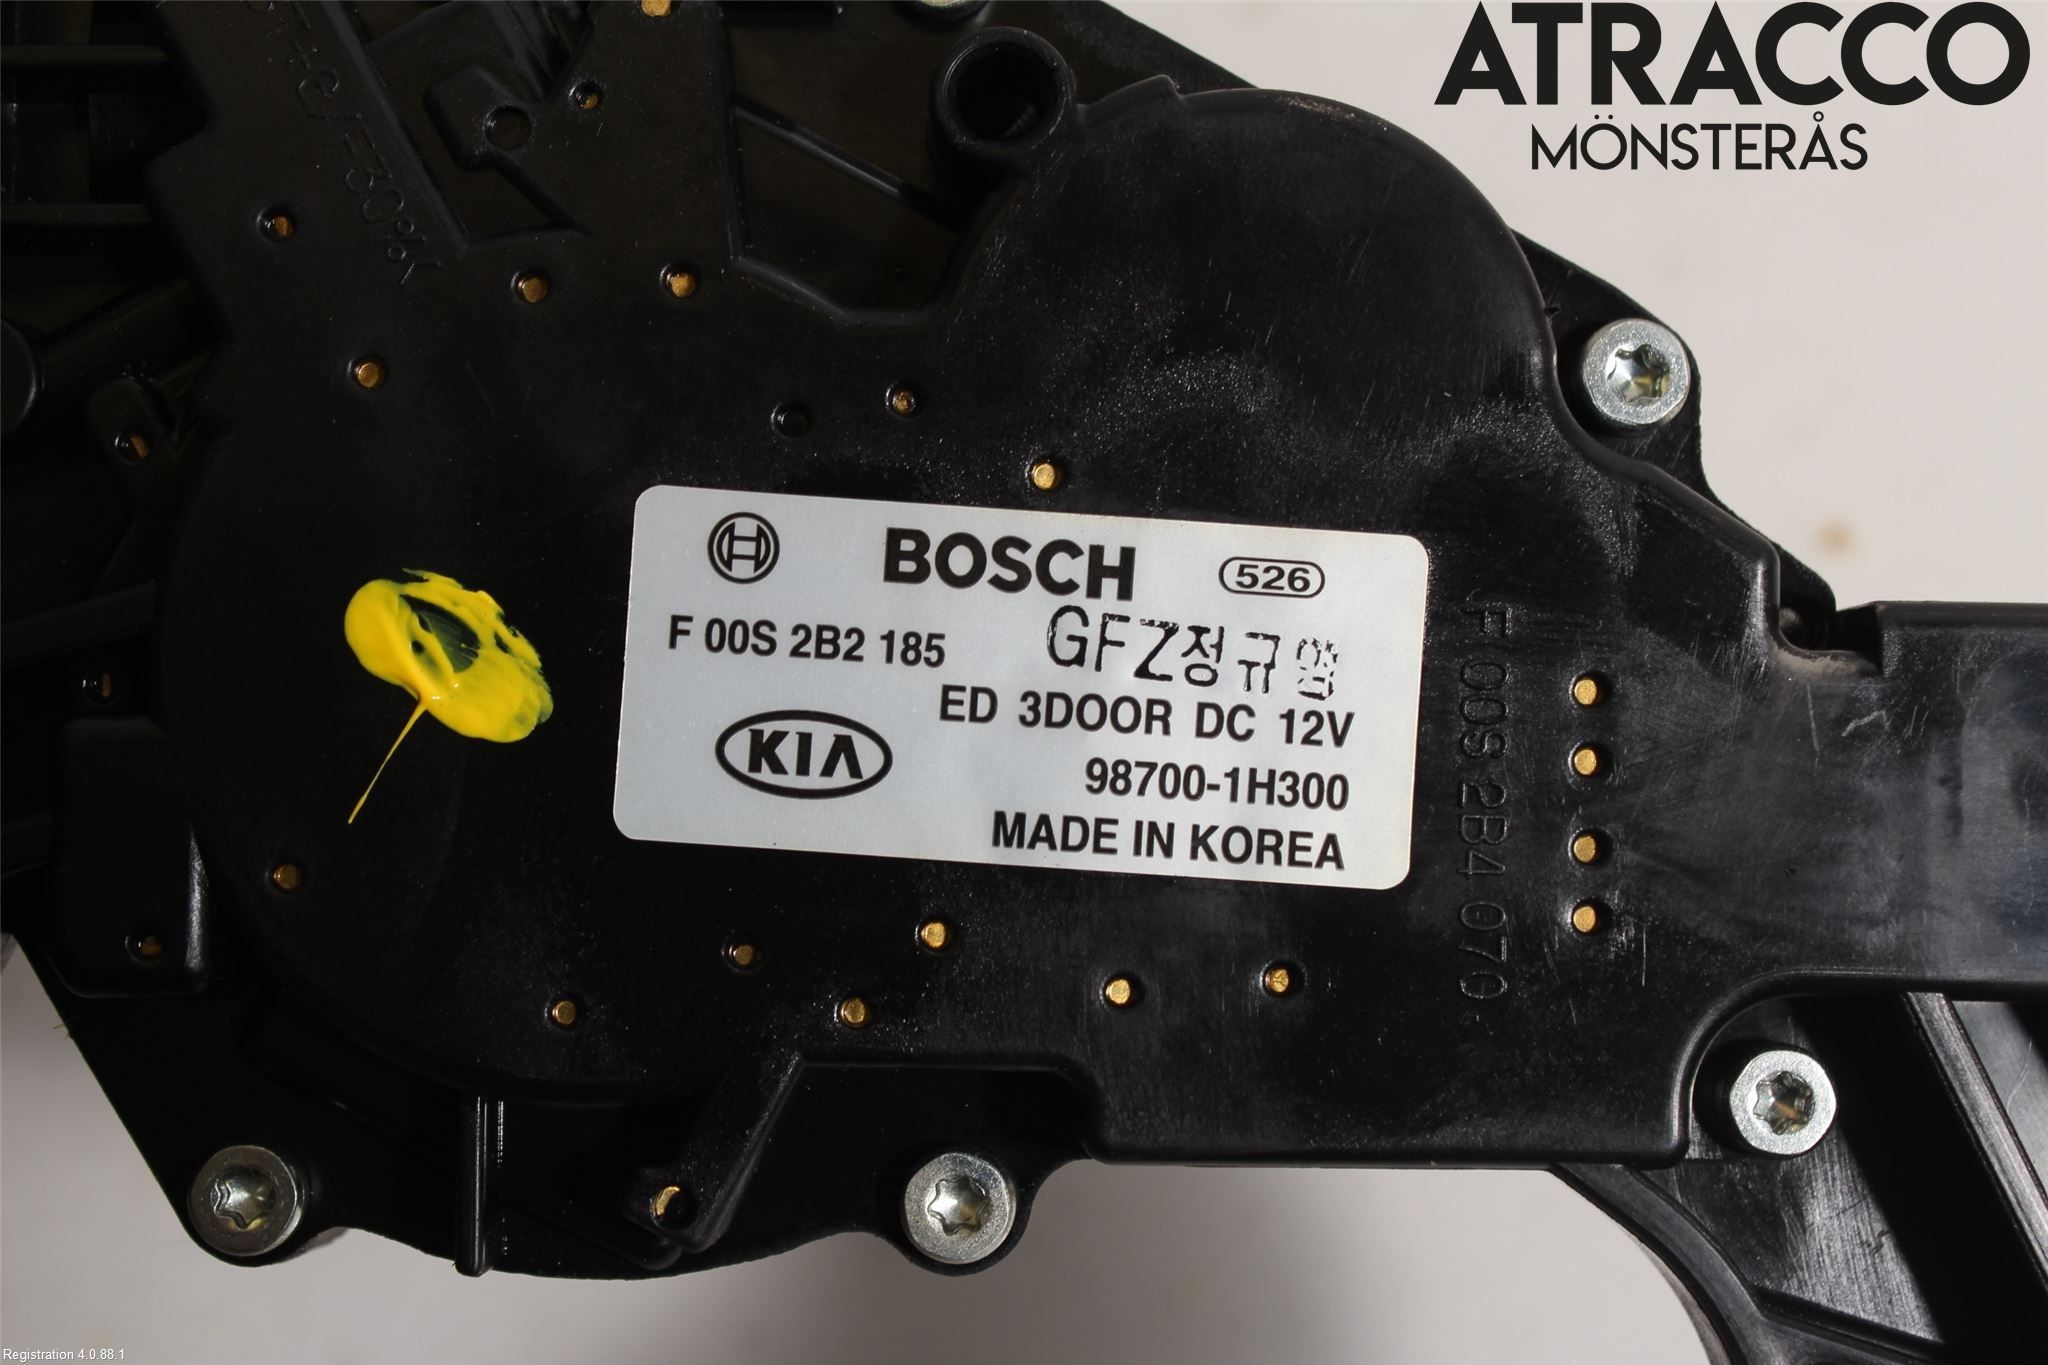 ATRACCO
MÖNSTERÅS
BOSCH
526
F 00S 2B2 185
GFZ정규열
ED 3DOOR DC 12V
KIA
98700-1H300
MADE IN KOREA
F 00S 2B4 070
Registration 4.0.88.1